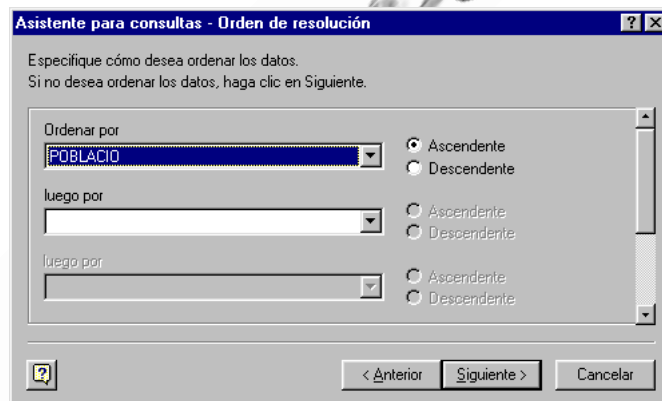 Asistente para consultas - Orden de resolución
Especifique cómo desea ordenar los datos.
Si no desea ordenar los datos, haga clic en Siguiente.
Ordenar por
POBLACIO
Ascendente
Descendente
luego por
Ascendente
Descendente
luego por
Ascendente
Descendente
< Anterior
Siguiente >
Cancelar